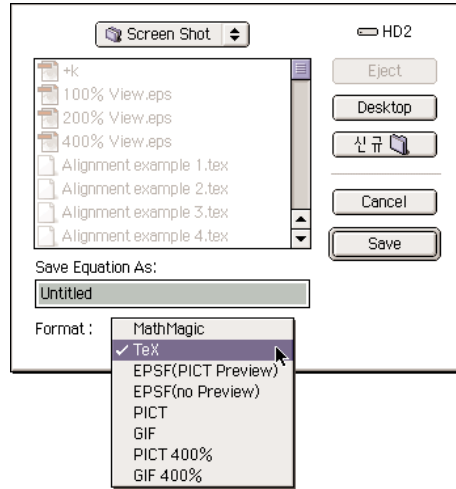 Screen Shot
HD2
+k
100% View.eps
200% View.eps
400% View.eps
Alignment example 1.tex
Alignment example 2.tex
Alignment example 3.tex
Alignment example 4.tex
Eject
Desktop
신규
Cancel
Save
Save Equation As:
Untitled
Format :
MathMagic
✓ TeX
EPSF(PICT Preview)
EPSF(no Preview)
PICT
GIF
PICT 400%
GIF 400%